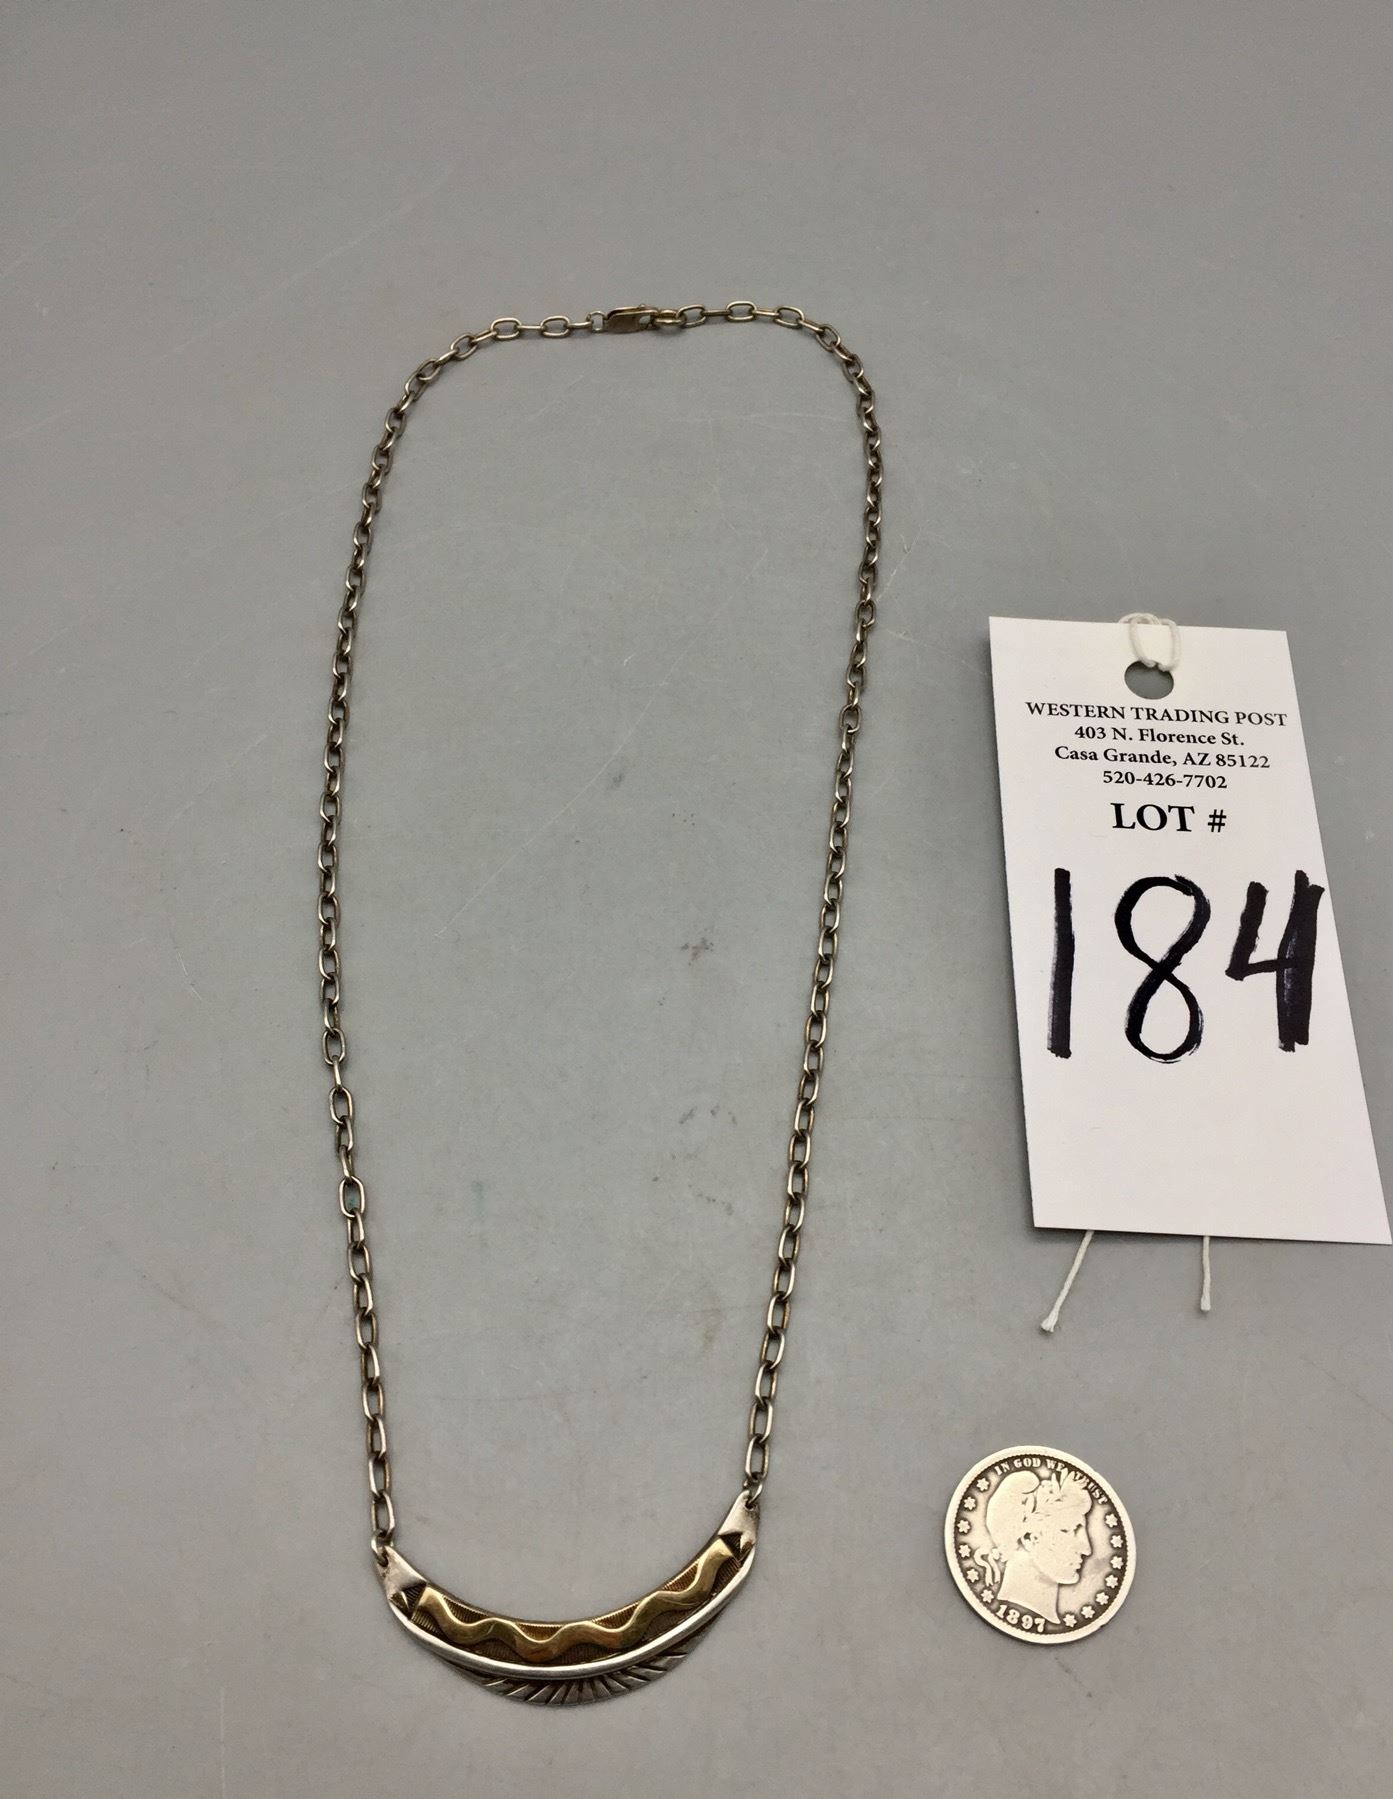 WESTERN TRADING POST
403 N. Florence St.
Casa Grande, AZ 85122
520-426-7702
LOT #
184
IN GOD WE TRUST
1897